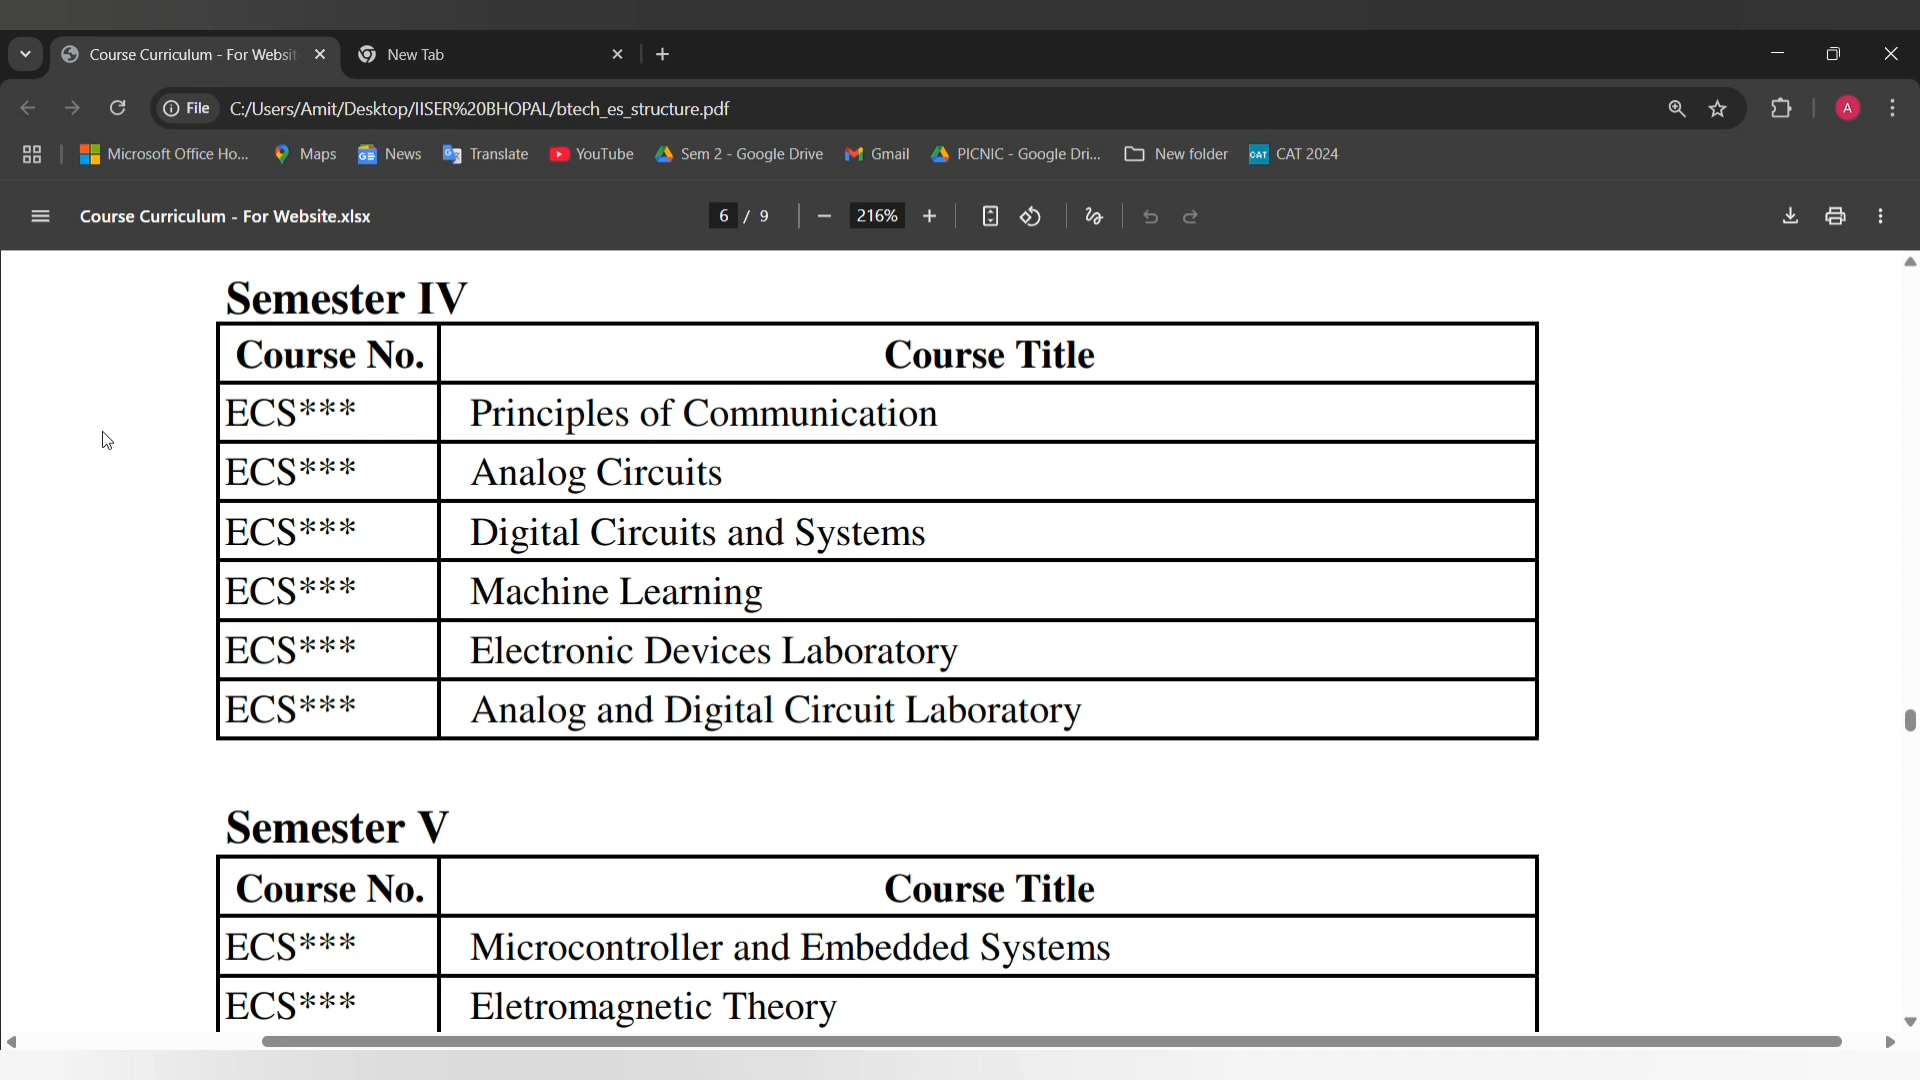 Course Curriculum - For Websit
New Tab
File C:/Users/Amit/Desktop/IISER%20BHOPAL/btech_es_structure.pdf
A
Microsoft Office Ho... Maps News Translate YouTube Sem 2 - Google Drive Gmail PICNIC - Google Dri... New folder CAT CAT 2024
Course Curriculum - For Website.xlsx 6 / 9 216%
Semester IV
Course No. Course Title
ECS*** Principles of Communication
ECS*** Analog Circuits
ECS*** Digital Circuits and Systems
ECS*** Machine Learning
ECS*** Electronic Devices Laboratory
ECS*** Analog and Digital Circuit Laboratory
Semester V
Course No. Course Title
ECS*** Microcontroller and Embedded Systems
ECS*** Eletromagnetic Theory